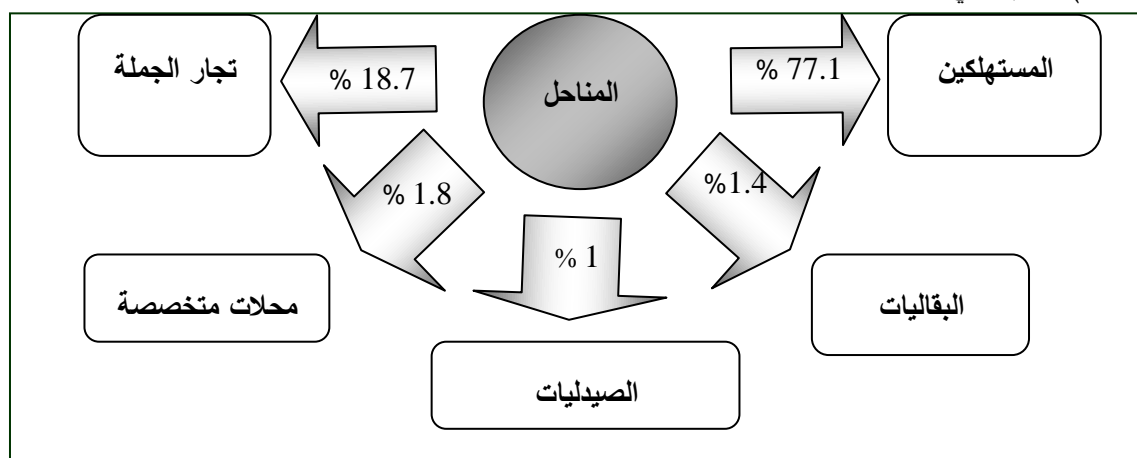 المستهلكين
% 77.1
المناحل
% 18.7
تجار الجملة
%1.4
% 1.8
% 1
البقاليات
محلات متخصصة
الصيدليات